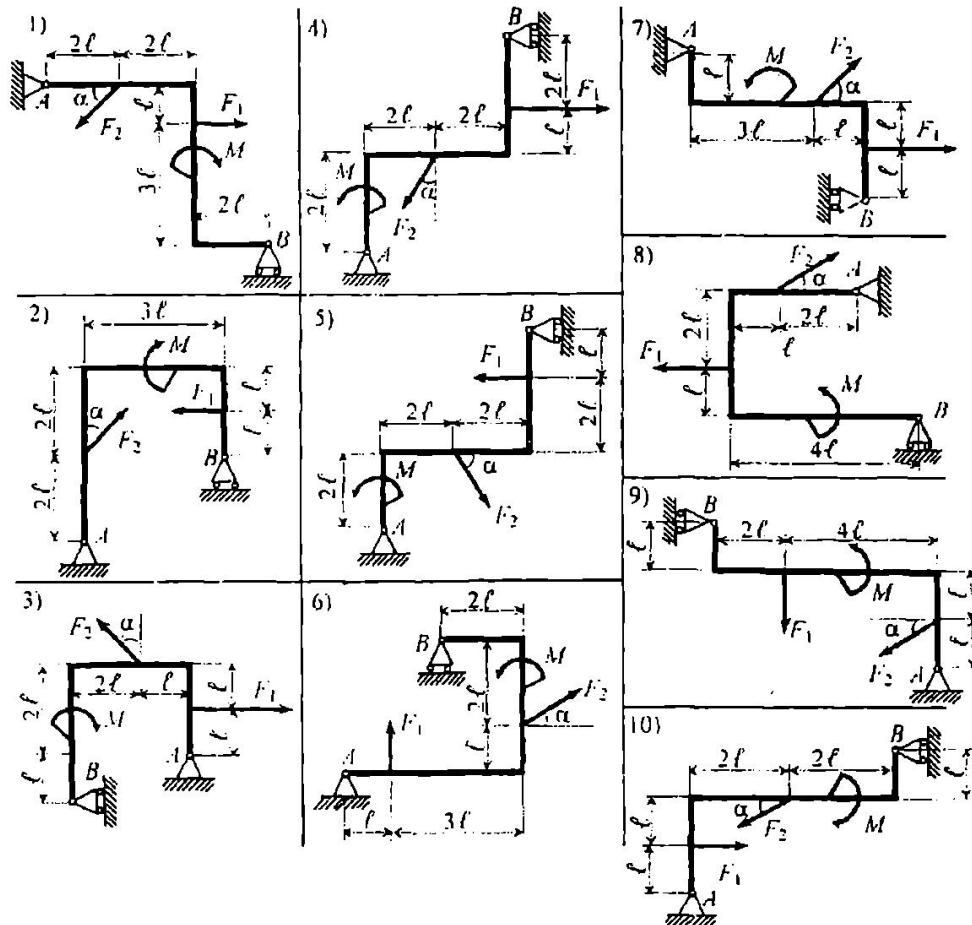 1)
2ℓ 2ℓ
A α
F₂
ℓ
F₁
M
3ℓ
2ℓ
B
2)
3ℓ
M
2ℓ
α
F₂
F₁
ℓ
ℓ
B
2ℓ
A
3)
F₂ α
2ℓ
2ℓ ℓ
ℓ
F₁
M
ℓ
A
ℓ
B
4)
B
2ℓ
F₁
2ℓ 2ℓ
ℓ
M
α
F₂
2ℓ
A
5)
B
F₁
ℓ
2ℓ
2ℓ 2ℓ
2ℓ
M
α
F₂
A
6)
2ℓ
B
M
2ℓ
F₂
α
F₁
ℓ
A
ℓ 3ℓ
7)
A
ℓ
M
F₂
α
3ℓ ℓ
ℓ
F₁
ℓ
B
8)
F₂
α
A
2ℓ
2ℓ
ℓ
F₁
ℓ
M
B
4ℓ
9)
B
2ℓ 4ℓ
ℓ
M
F₁
ℓ
α
F₂
ℓ
A
10)
B
2ℓ 2ℓ
ℓ
α
F₂
M
ℓ
F₁
ℓ
A